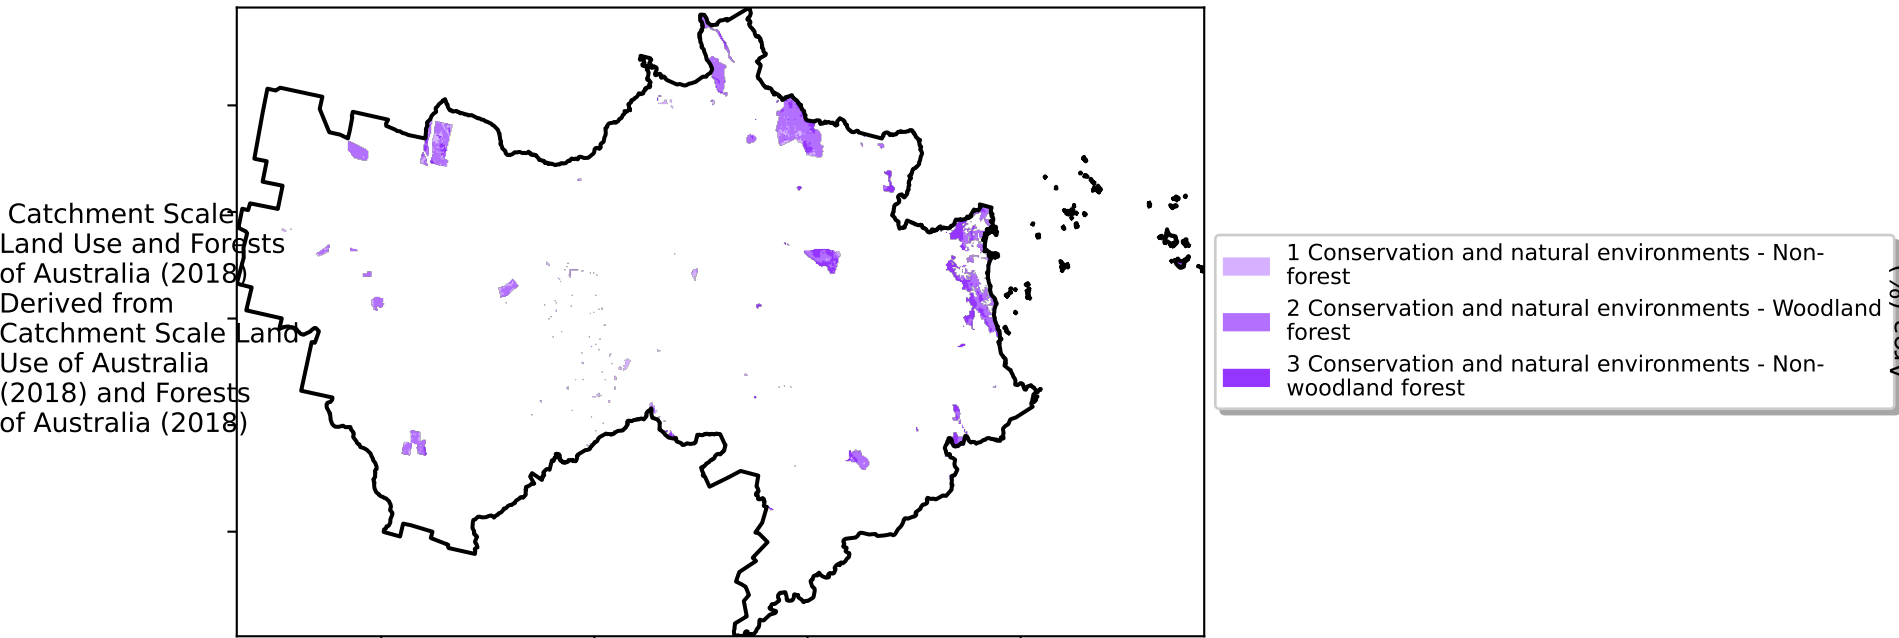 Catchment Scale
Land Use and Forests
of Australia (2018)
Derived from
Catchment Scale Land
Use of Australia
(2018) and Forests
of Australia (2018)
1 Conservation and natural environments - Non-
forest
2 Conservation and natural environments - Woodland
forest
3 Conservation and natural environments - Non-
woodland forest